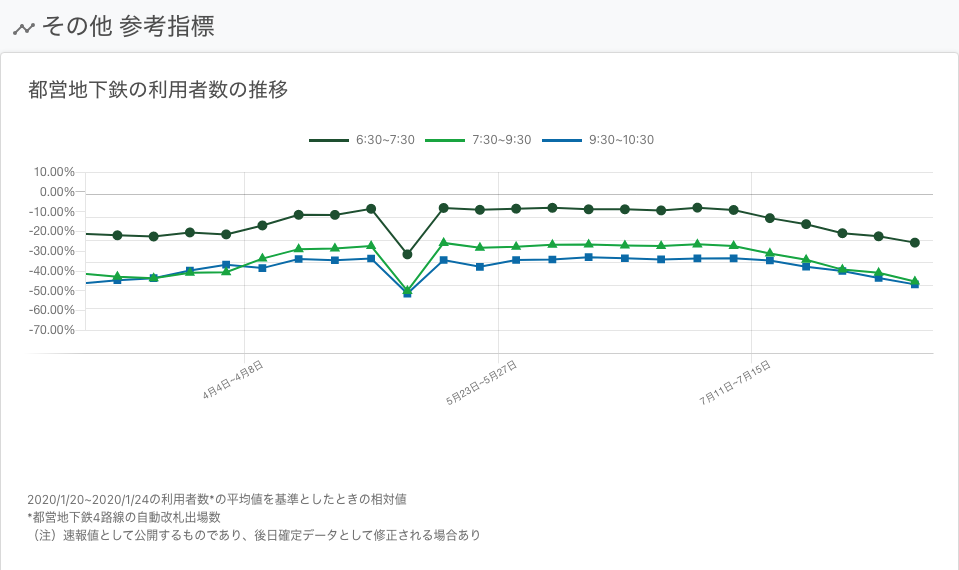 その他 参考指標
都営地下鉄の利用者数の推移
6:30~7:30 7:30~9:30 9:30~10:30
10.00%
0.00%
-10.00%
-20.00%
-30.00%
-40.00%
-50.00%
-60.00%
-70.00%
4月4日~4月8日 5月23日~5月27日 7月11日~7月15日
2020/1/20~2020/1/24の利用者数*の平均値を基準としたときの相対値
*都営地下鉄4路線の自動改札出場数
（注）速報値として公開するものであり、後日確定データとして修正される場合あり